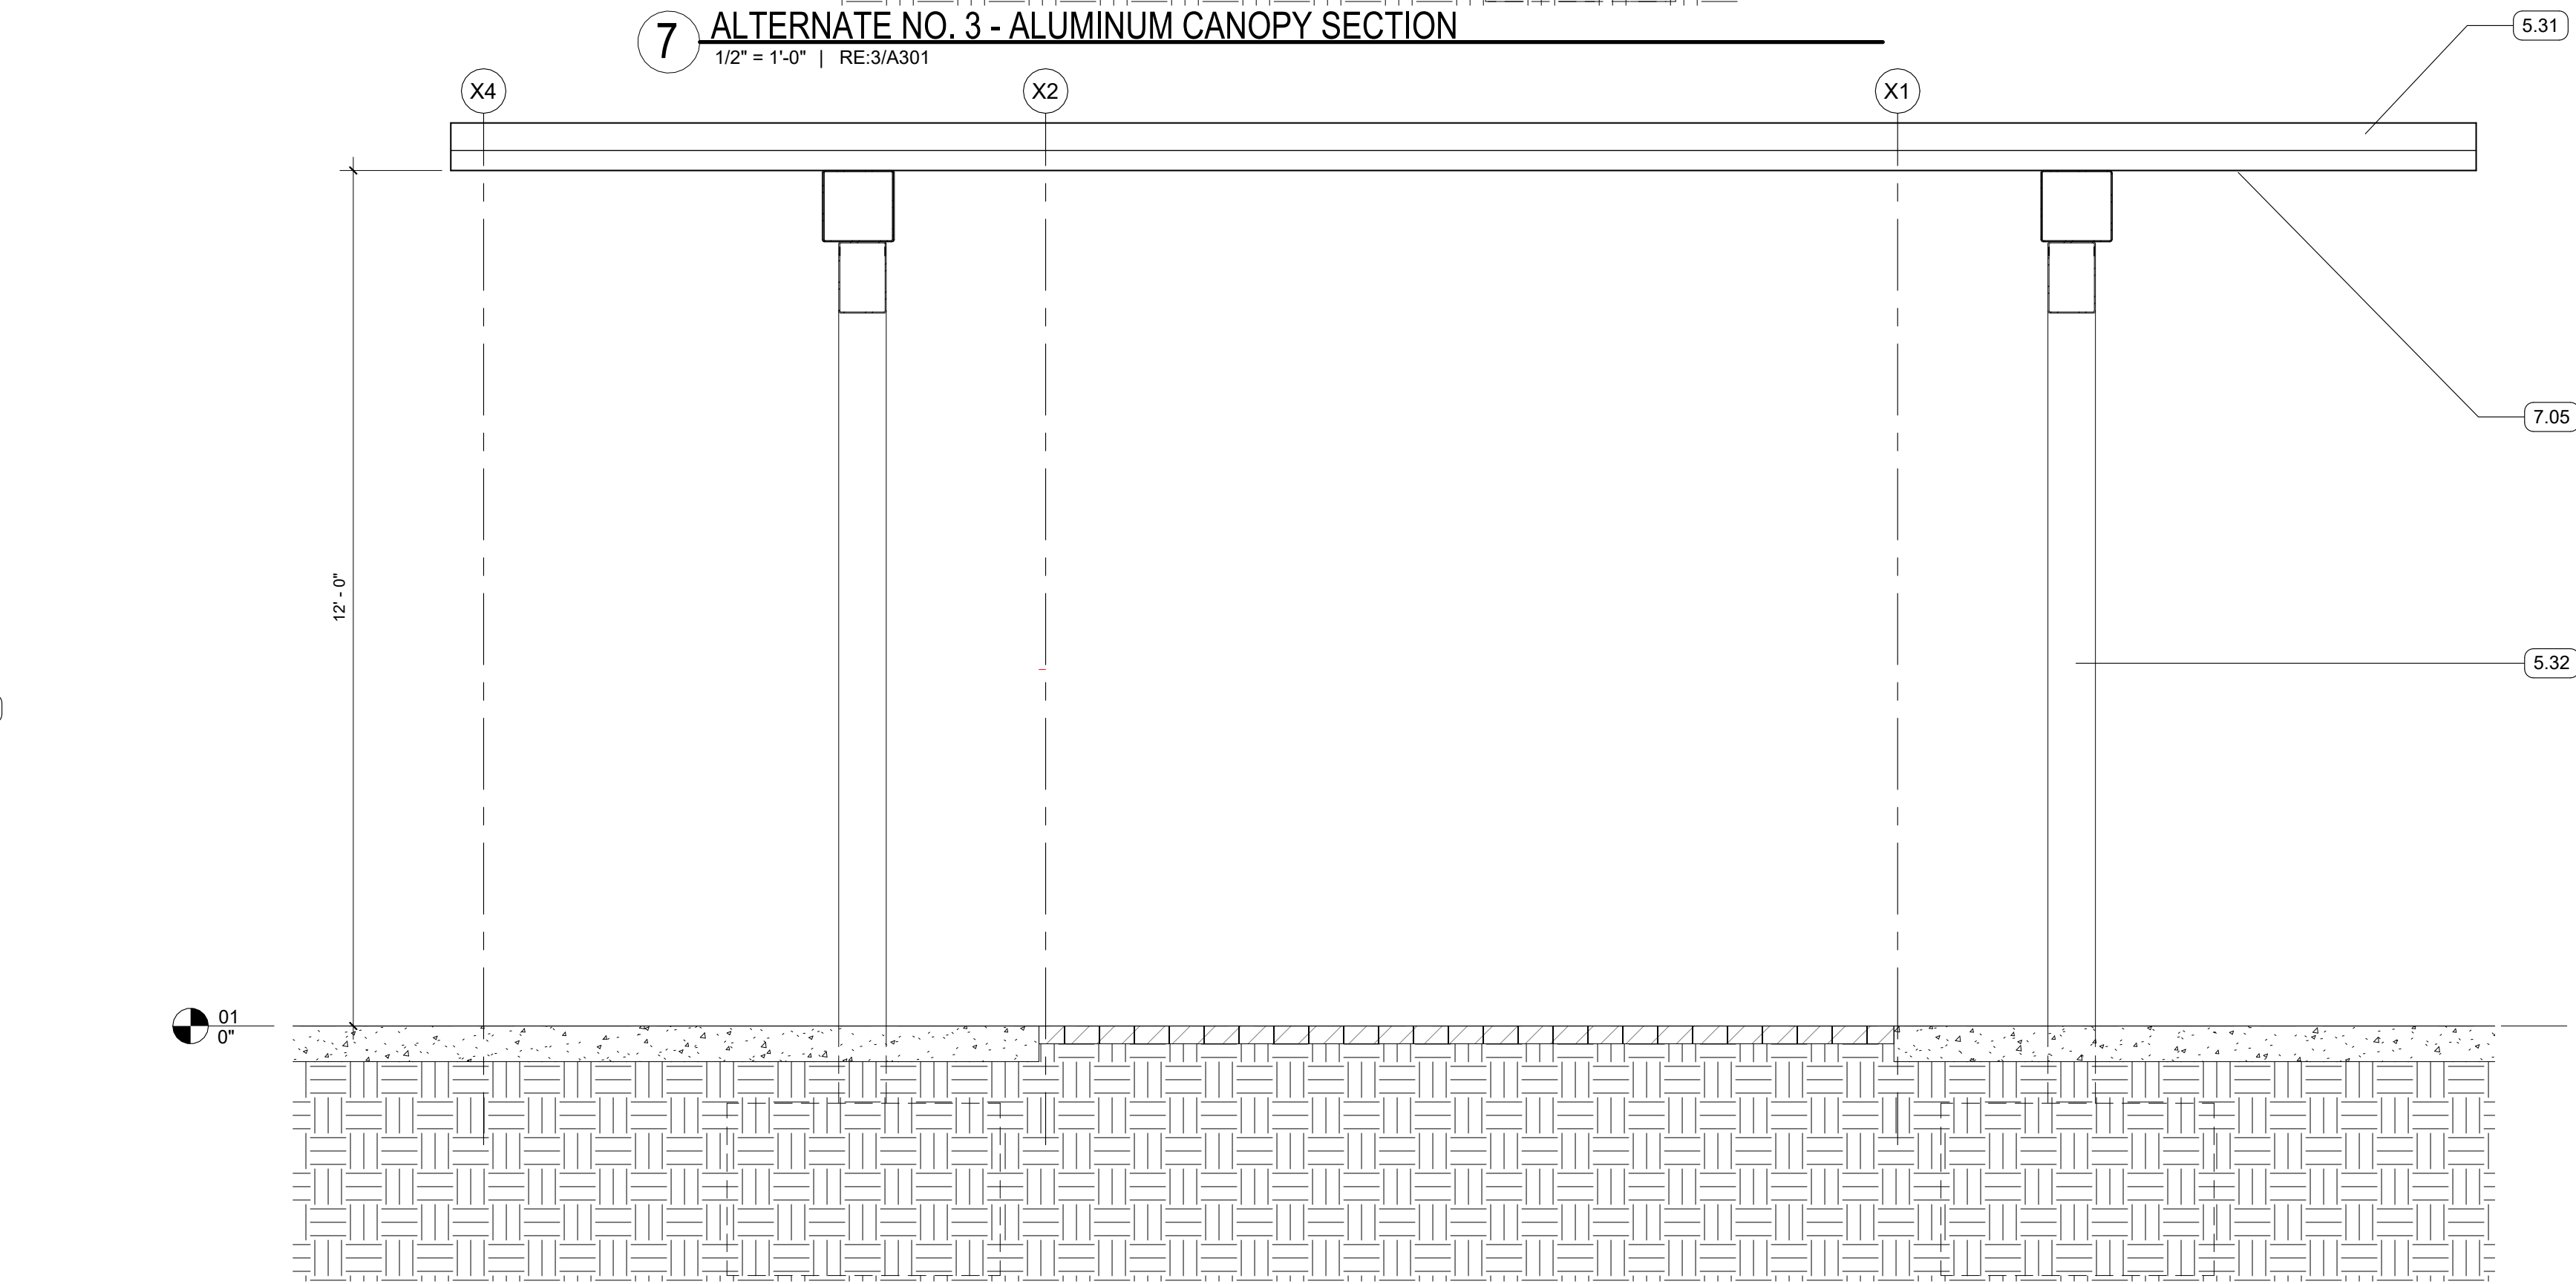 7
ALTERNATE NO. 3 - ALUMINUM CANOPY SECTION
1/2" = 1'-0" | RE:3/A301
5.31
X4
X2
X1
7.05
12' - 0"
5.32
01
0"